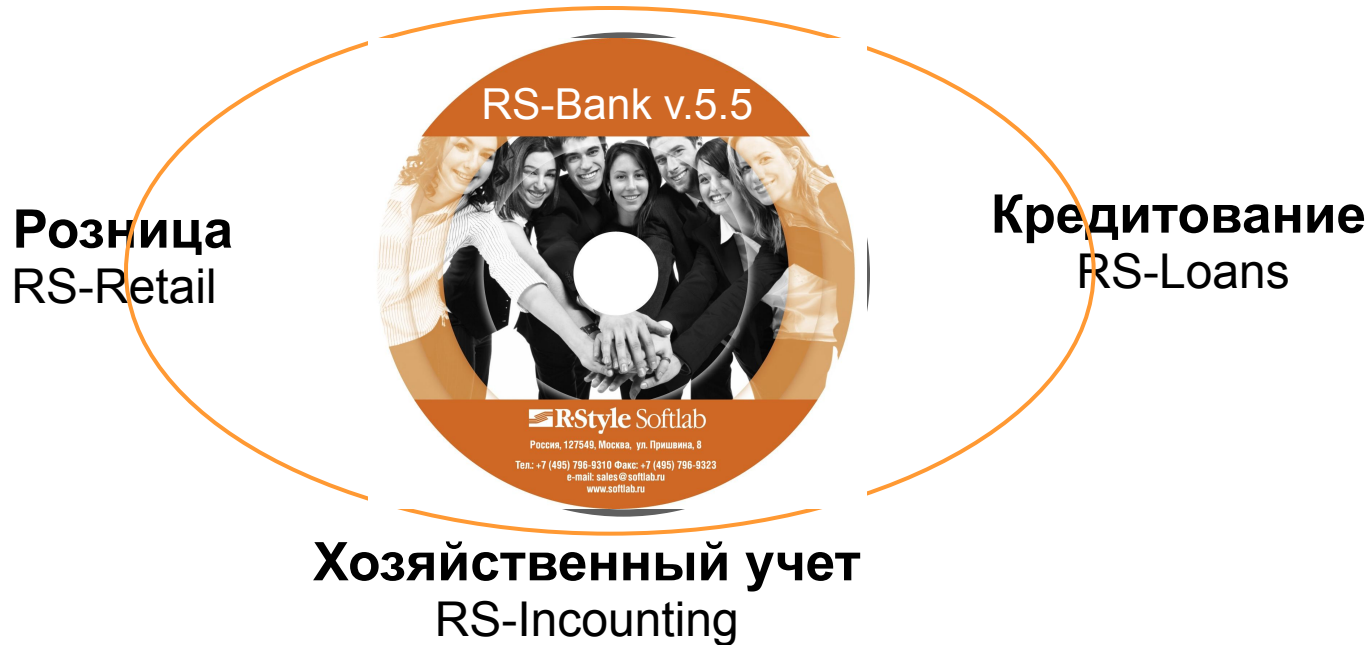 RS-Bank v.5.5
Розница
RS-Retail
Кредитование
RS-Loans
R·Style Softlab
Россия, 127549, Москва, ул. Пришвина, 8
Тел.: +7 (495) 796-9310 Факс: +7 (495) 796-9323
e-mail: sales@softlab.ru
www.softlab.ru
Хозяйственный учет
RS-Incounting